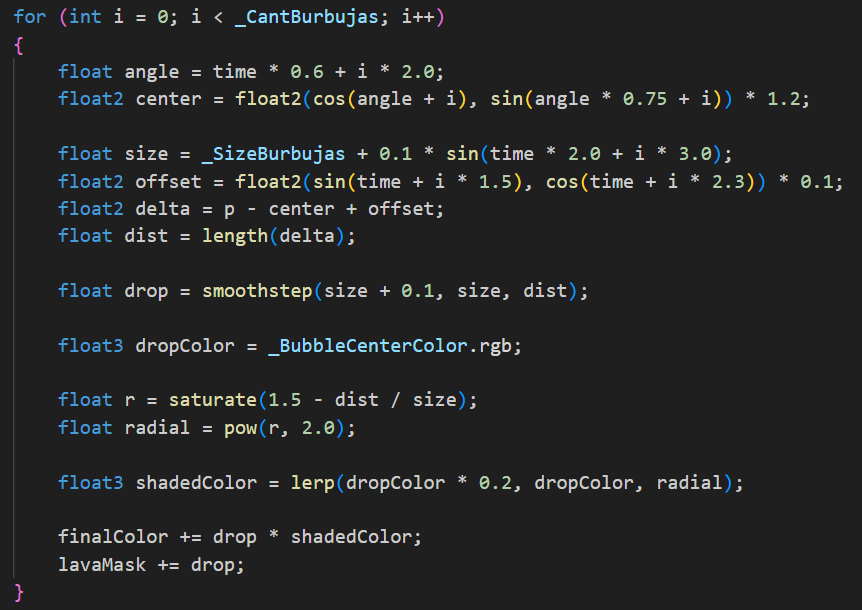 for (int i = 0; i < _CantBurbujas; i++)
{
    float angle = time * 0.6 + i * 2.0;
    float2 center = float2(cos(angle + i), sin(angle * 0.75 + i)) * 1.2;

    float size = _SizeBurbujas + 0.1 * sin(time * 2.0 + i * 3.0);
    float2 offset = float2(sin(time + i * 1.5), cos(time + i * 2.3)) * 0.1;
    float2 delta = p - center + offset;
    float dist = length(delta);

    float drop = smoothstep(size + 0.1, size, dist);

    float3 dropColor = _BubbleCenterColor.rgb;

    float r = saturate(1.5 - dist / size);
    float radial = pow(r, 2.0);

    float3 shadedColor = lerp(dropColor * 0.2, dropColor, radial);

    finalColor += drop * shadedColor;
    lavaMask += drop;
}